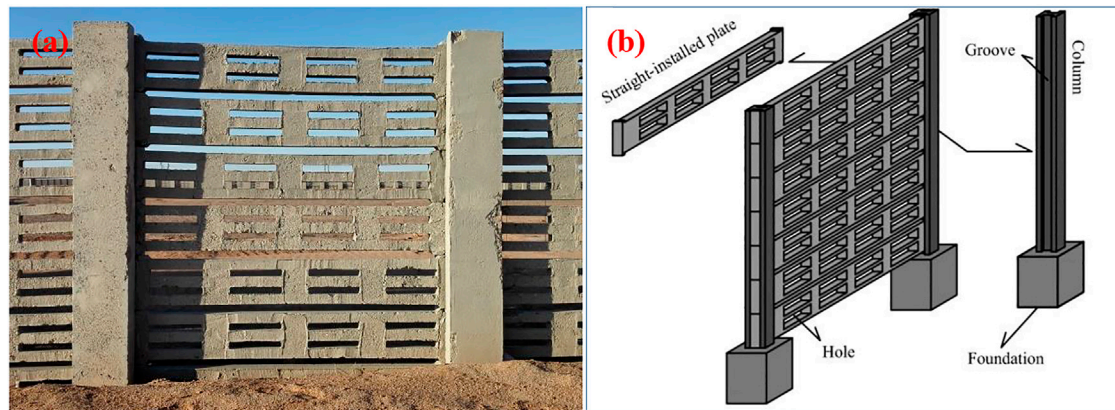 (a)
(b)
Straight-installed plate
Groove
Column
Hole
Foundation